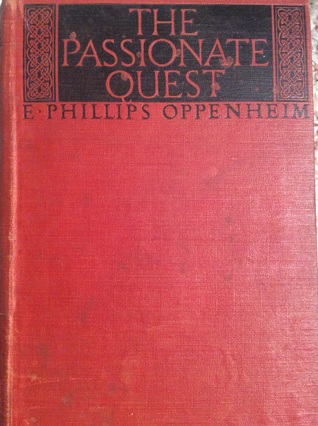 THE
PASSIONATE
QUEST
E·PHILLIPS OPPENHEIM